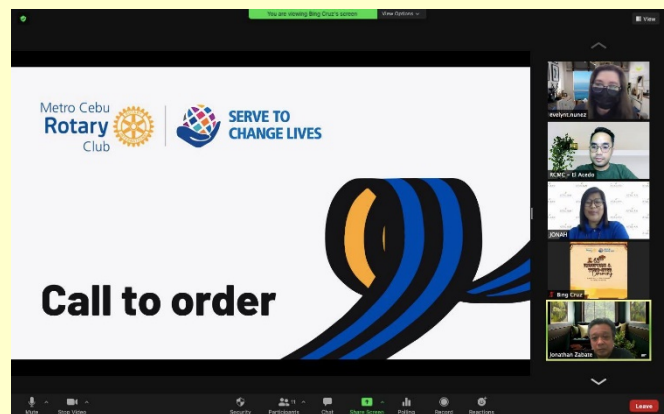 You are viewing Bing Cruz's screen
View Options
View
Metro Cebu
Rotary
Club
SERVE TO
CHANGE LIVES
Call to order
evelynt.nunez
RCMC - El Acedo
JONAH
Bing Cruz
Jonathan Zabate
Mute
Stop Video
Security
Participants
11
Chat
Share Screen
Polling
Record
Reactions
Leave